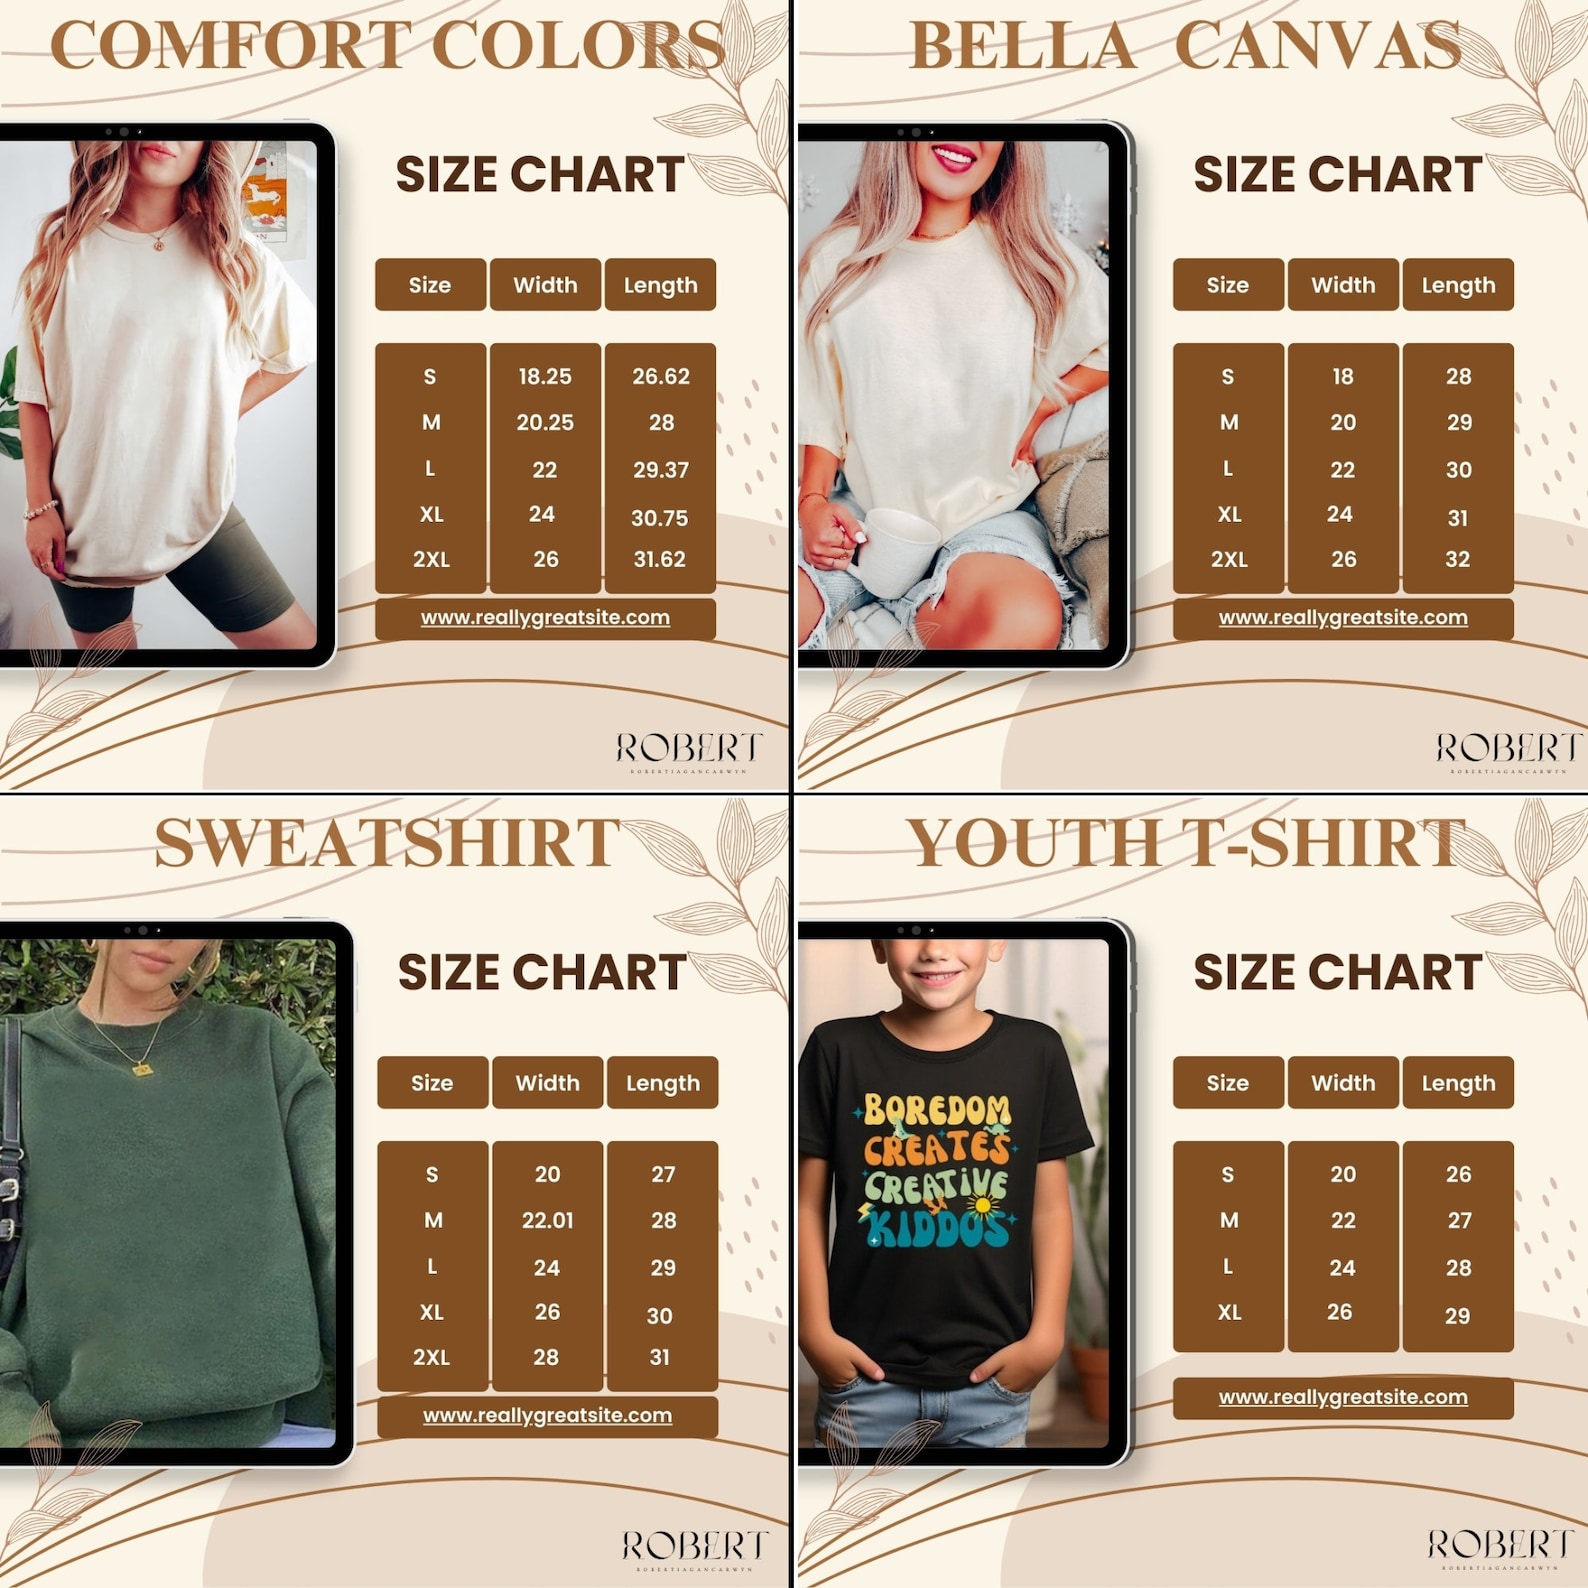 COMFORT COLORS
SIZE CHART
Size Width Length
S 18.25 26.62
M 20.25 28
L 22 29.37
XL 24 30.75
2XL 26 31.62
www.reallygreatsite.com
ROBERT
ROBERTIAGANCARWYN
BELLA CANVAS
SIZE CHART
Size Width Length
S 18 28
M 20 29
L 22 30
XL 24 31
2XL 26 32
www.reallygreatsite.com
ROBERT
ROBERTIAGANCARWYN
SWEATSHIRT
SIZE CHART
Size Width Length
S 20 27
M 22.01 28
L 24 29
XL 26 30
2XL 28 31
www.reallygreatsite.com
ROBERT
ROBERTIAGANCARWYN
YOUTH T-SHIRT
SIZE CHART
BOREDOM
CREATES
CREATIVE
KIDDOS
Size Width Length
S 20 26
M 22 27
L 24 28
XL 26 29
www.reallygreatsite.com
ROBERT
ROBERTIAGANCARWYN